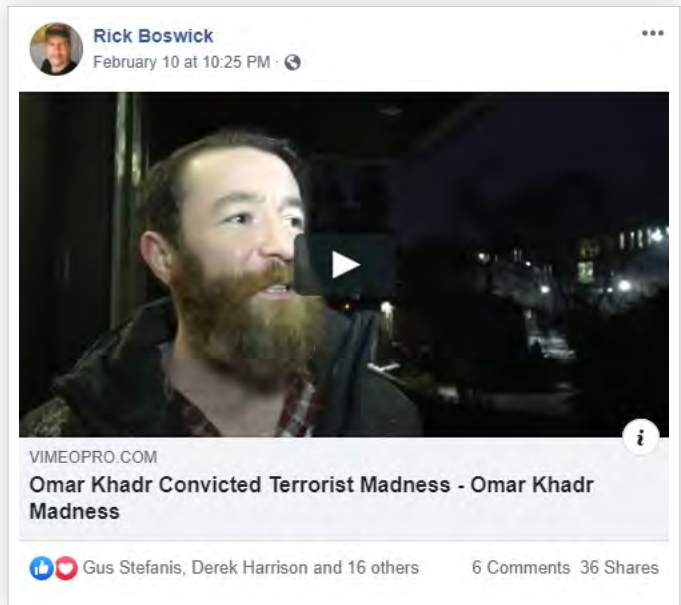 Rick Boswick
February 10 at 10:25 PM ·
VIMEOPRO.COM
Omar Khadr Convicted Terrorist Madness - Omar Khadr
Madness
Gus Stefanis, Derek Harrison and 16 others 6 Comments 36 Shares